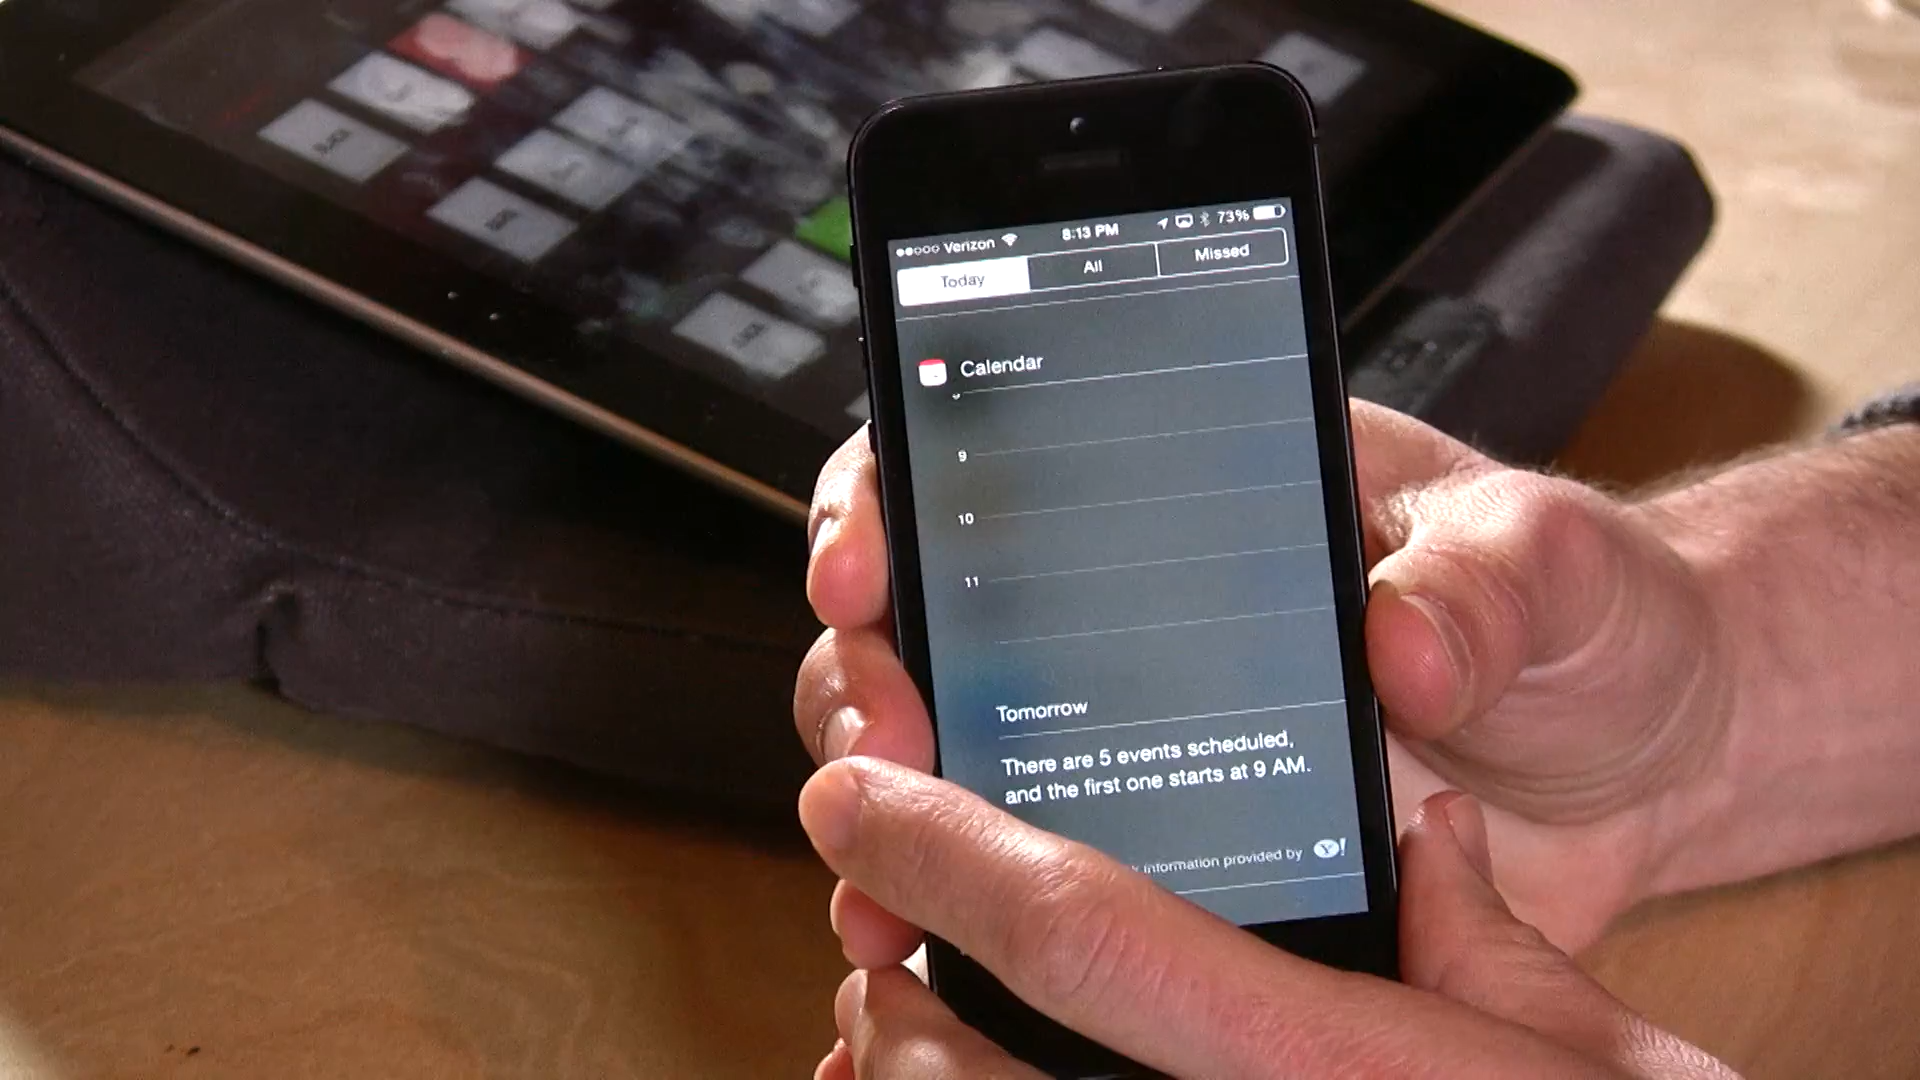 Verizon 8:13 PM 73%
Today All Missed
Calendar
9
10
11
Tomorrow
There are 5 events scheduled,
and the first one starts at 9 AM.
information provided by Y!